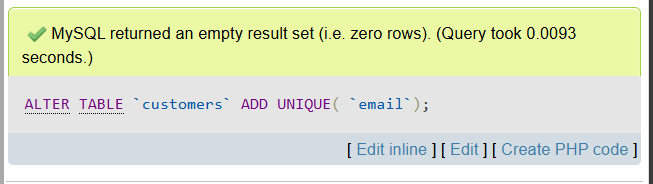 MySQL returned an empty result set (i.e. zero rows). (Query took 0.0093
seconds.)
ALTER TABLE `customers` ADD UNIQUE( `email`);
[ Edit inline ] [ Edit ] [ Create PHP code ]